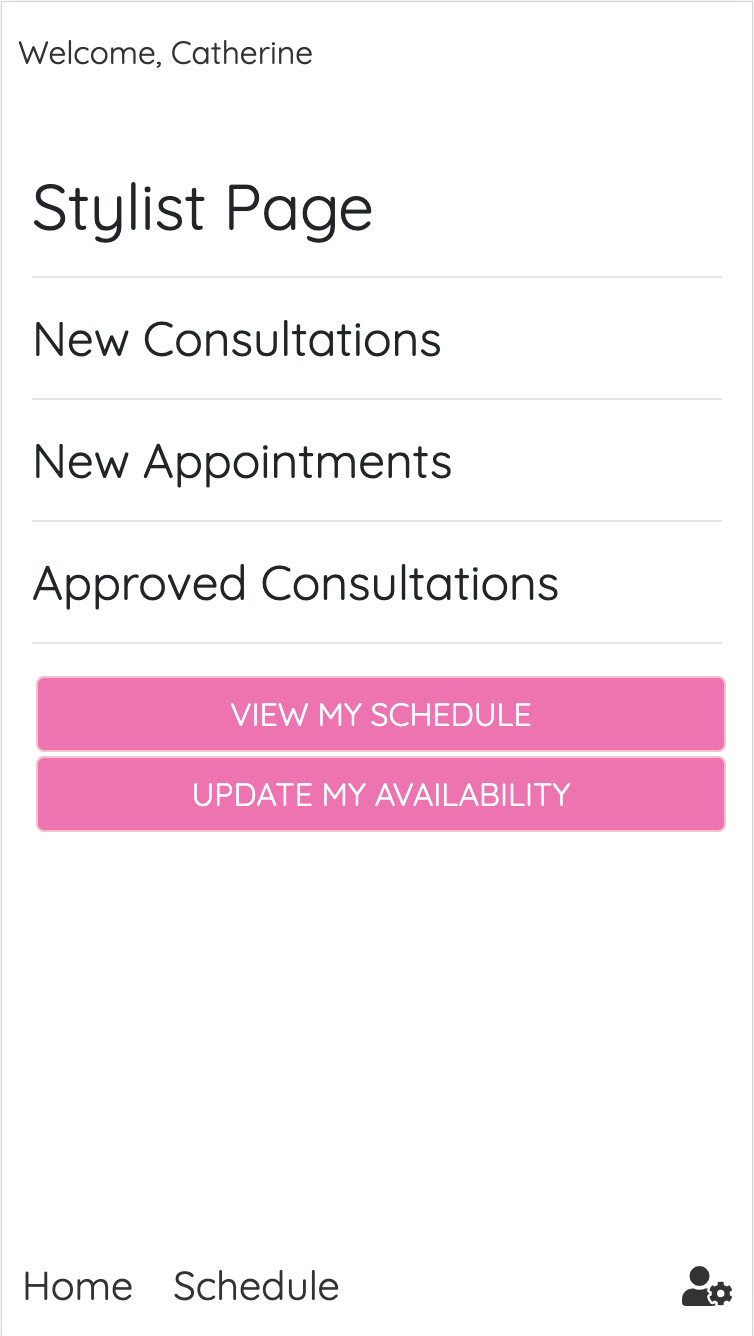 Welcome, Catherine
Stylist Page
New Consultations
New Appointments
Approved Consultations
VIEW MY SCHEDULE
UPDATE MY AVAILABILITY
Home Schedule